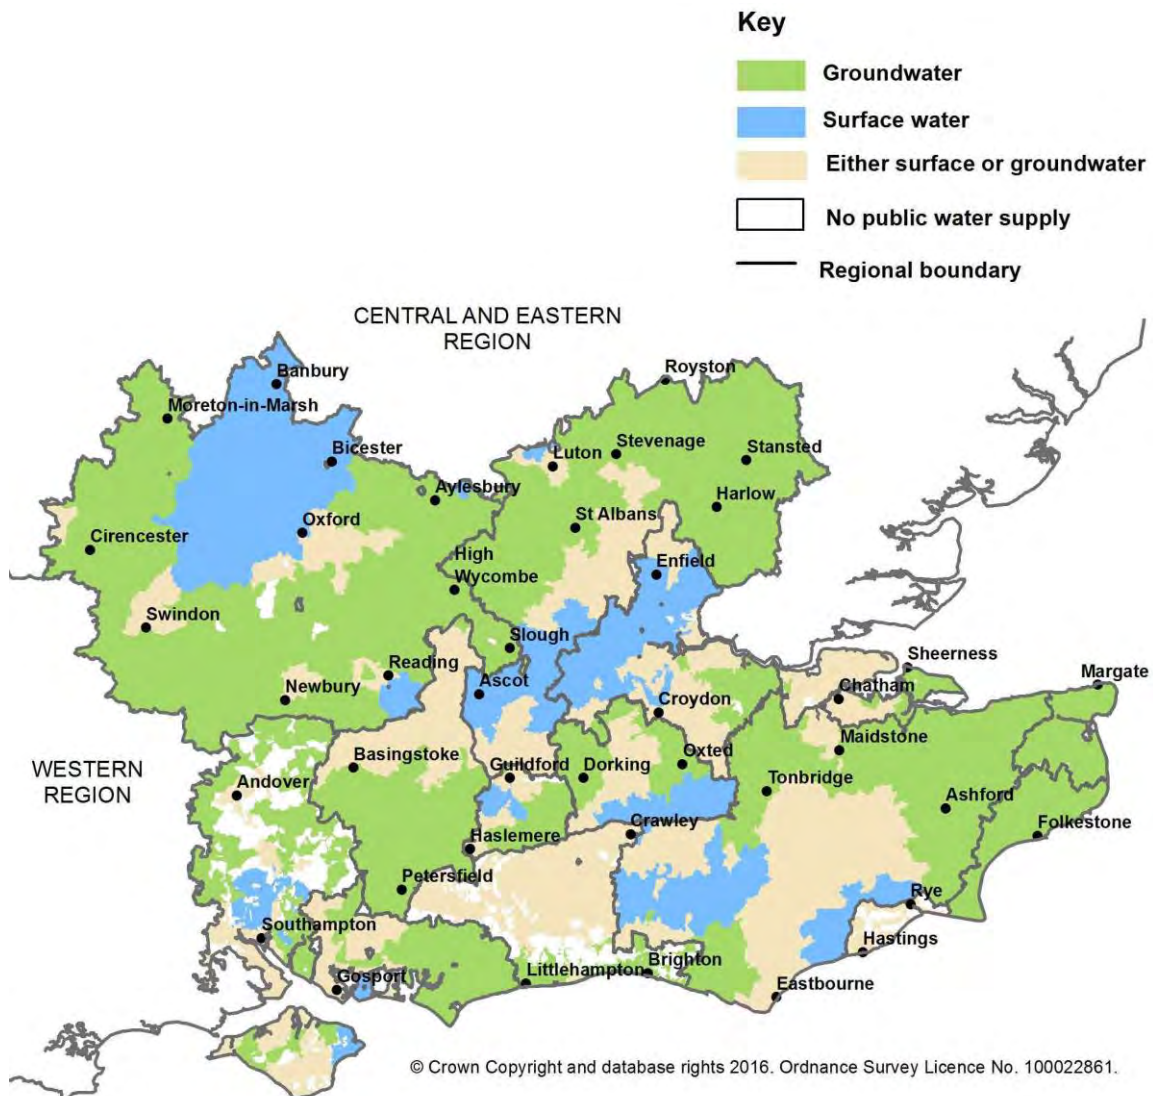 Key
Groundwater
Surface water
Either surface or groundwater
No public water supply
Regional boundary
CENTRAL AND EASTERN
REGION
Royston
Banbury
Moreton-in-Marsh
Stevenage
Bicester
Luton
Stansted
Aylesbury
Harlow
St Albans
Oxford
Cirencester
High
Wycombe
Enfield
Swindon
Slough
Sheerness
Reading
Margate
Ascot
Newbury
Croydon
Chatham
Maidstone
WESTERN
REGION
Basingstoke
Guildford
Dorking
Oxted
Tonbridge
Andover
Ashford
Crawley
Folkestone
Haslemere
Petersfield
Rye
Southampton
Hastings
Brighton
Littlehampton
Gosport
Eastbourne
© Crown Copyright and database rights 2016. Ordnance Survey Licence No. 100022861.